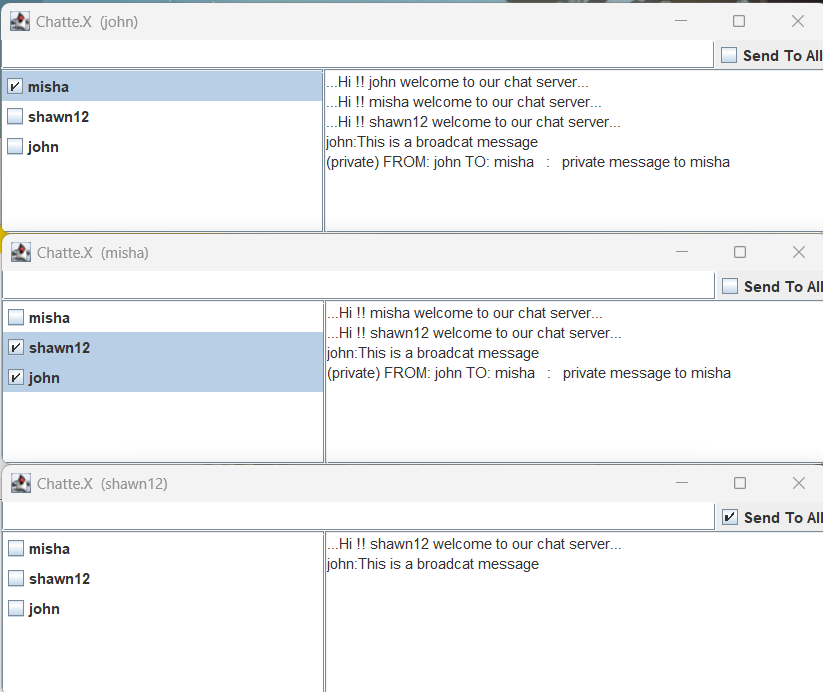 Chatte.X (john)
Send To All
misha
shawn12
john
...Hi !! john welcome to our chat server...
...Hi !! misha welcome to our chat server...
...Hi !! shawn12 welcome to our chat server...
john:This is a broadcat message
(private) FROM: john TO: misha : private message to misha
Chatte.X (misha)
Send To All
misha
shawn12
john
...Hi !! misha welcome to our chat server...
...Hi !! shawn12 welcome to our chat server...
john:This is a broadcat message
(private) FROM: john TO: misha : private message to misha
Chatte.X (shawn12)
Send To All
misha
shawn12
john
...Hi !! shawn12 welcome to our chat server...
john:This is a broadcat message